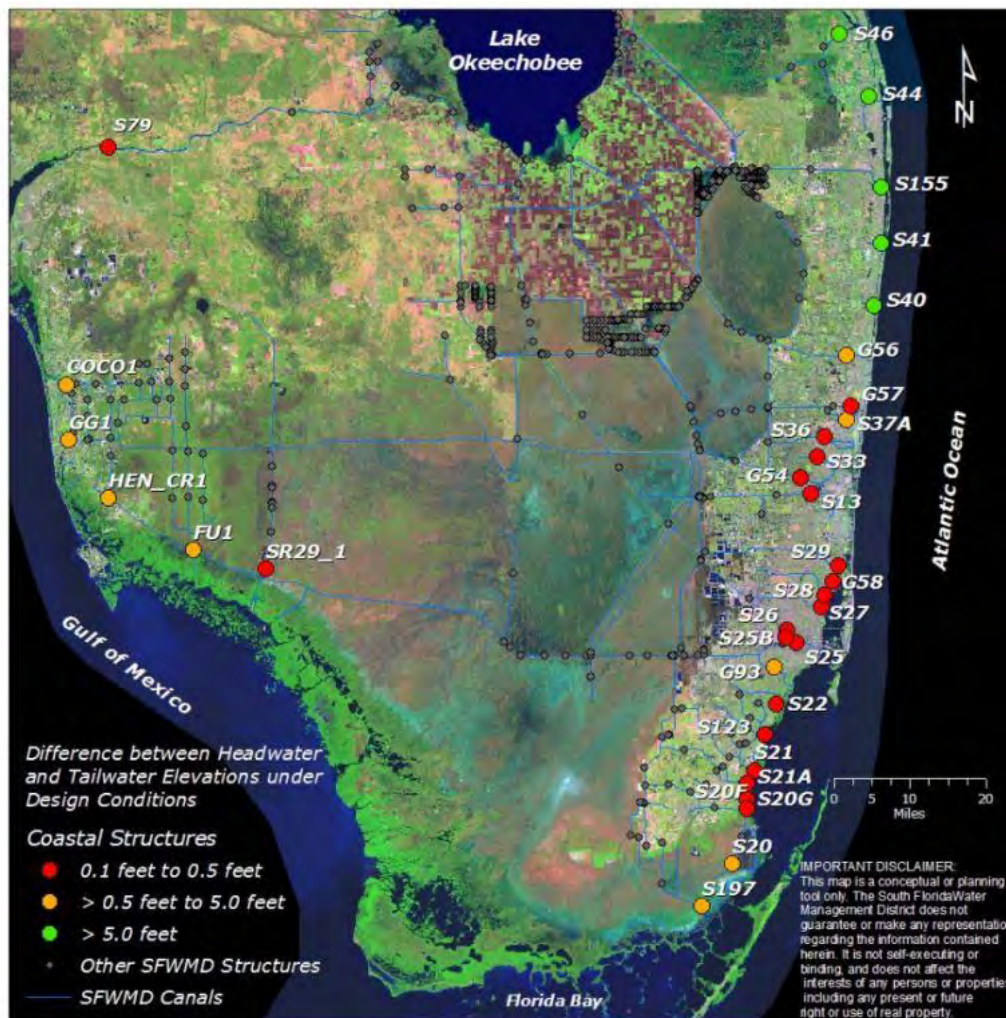 Lake
Okeechobee
S46
N
S44
S79
S155
S41
S40
G56
COCO1
G57
S37A
GG1
S36
S33
G54
S13
HEN_CR1
FU1
SR29_1
S29
G58
S28
S27
S26
S25B
S25
G93
S22
S123
S21
S21A
S20F
S20G
S20
S197
Atlantic Ocean
Gulf of Mexico
Florida Bay
Difference between Headwater
and Tailwater Elevations under
Design Conditions
Coastal Structures
0.1 feet to 0.5 feet
> 0.5 feet to 5.0 feet
> 5.0 feet
Other SFWMD Structures
SFWMD Canals
0 5 10 20
Miles
IMPORTANT DISCLAIMER:
This map is a conceptual or planning
tool only. The South FloridaWater
Management District does not
guarantee or make any representatio
regarding the information contained
herein. It is not self-executing or
binding, and does not affect the
interests of any persons or propertie
including any present or future
right or use of real property.